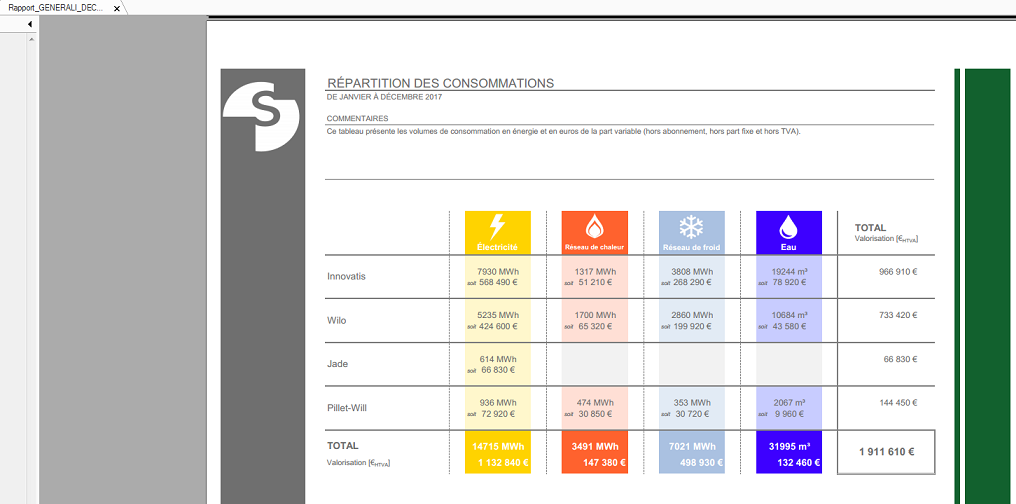 Rapport_GENERALI_DEC...
S
RÉPARTITION DES CONSOMMATIONS
DE JANVIER À DÉCEMBRE 2017
COMMENTAIRES
Ce tableau présente les volumes de consommation en énergie et en euros de la part variable (hors abonnement, hors part fixe et hors TVA).
Électricité Réseau de chaleur Réseau de froid Eau
TOTAL
Valorisation [€HTVA]
Innovatis
7930 MWh 1317 MWh 3808 MWh 19244 m³
soit 568 490 € soit 51 210 € soit 268 290 € soit 78 920 €
966 910 €
Wilo
5235 MWh 1700 MWh 2860 MWh 10684 m³
soit 424 600 € soit 65 320 € soit 199 920 € soit 43 580 €
733 420 €
Jade
614 MWh
soit 66 830 €
66 830 €
Pillet-Will
936 MWh 474 MWh 353 MWh 2067 m³
soit 72 920 € soit 30 850 € soit 30 720 € soit 9 960 €
144 450 €
TOTAL 14715 MWh 3491 MWh 7021 MWh 31995 m³
Valorisation [€HTVA] 1 132 840 € 147 380 € 498 930 € 132 460 €
1 911 610 €